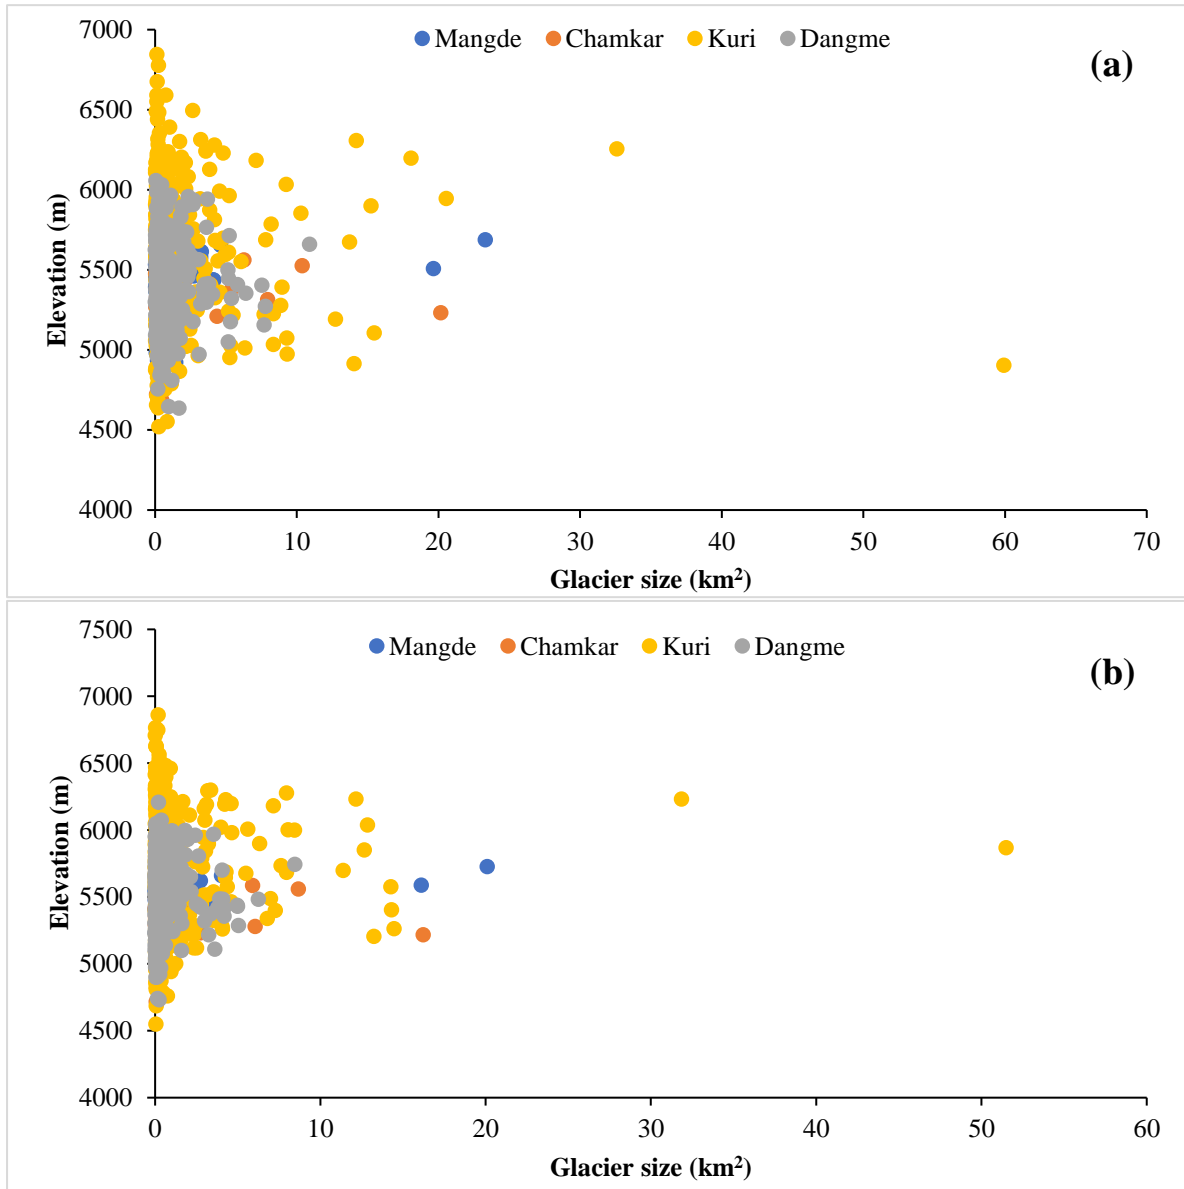 7000
Mangde Chamkar Kuri Dangme
(a)
6500
6000
5500
5000
4500
4000
Elevation (m)
0 10 20 30 40 50 60 70
Glacier size (km²)
7500
Mangde Chamkar Kuri Dangme
(b)
7000
6500
6000
5500
5000
4500
4000
Elevation (m)
0 10 20 30 40 50 60
Glacier size (km²)